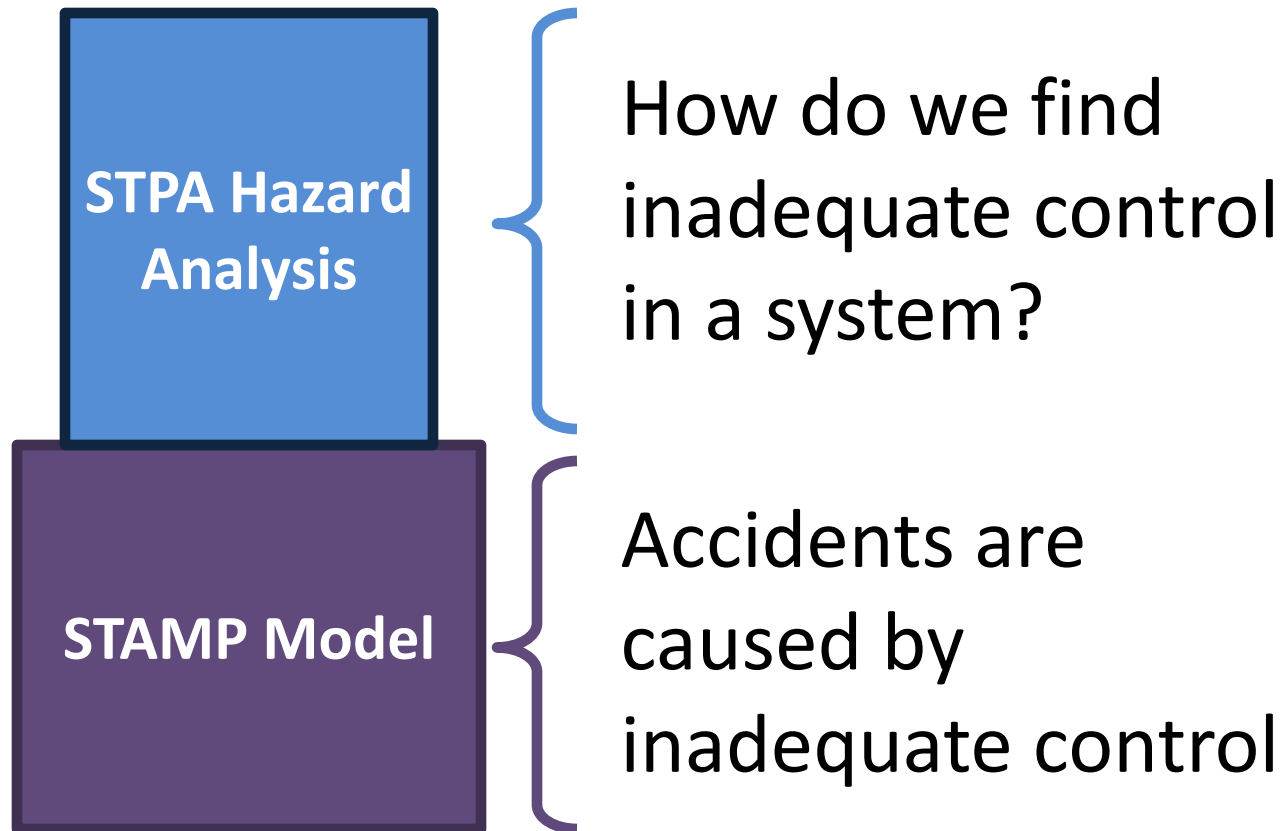 STPA Hazard
Analysis
How do we find
inadequate control
in a system?
STAMP Model
Accidents are
caused by
inadequate control